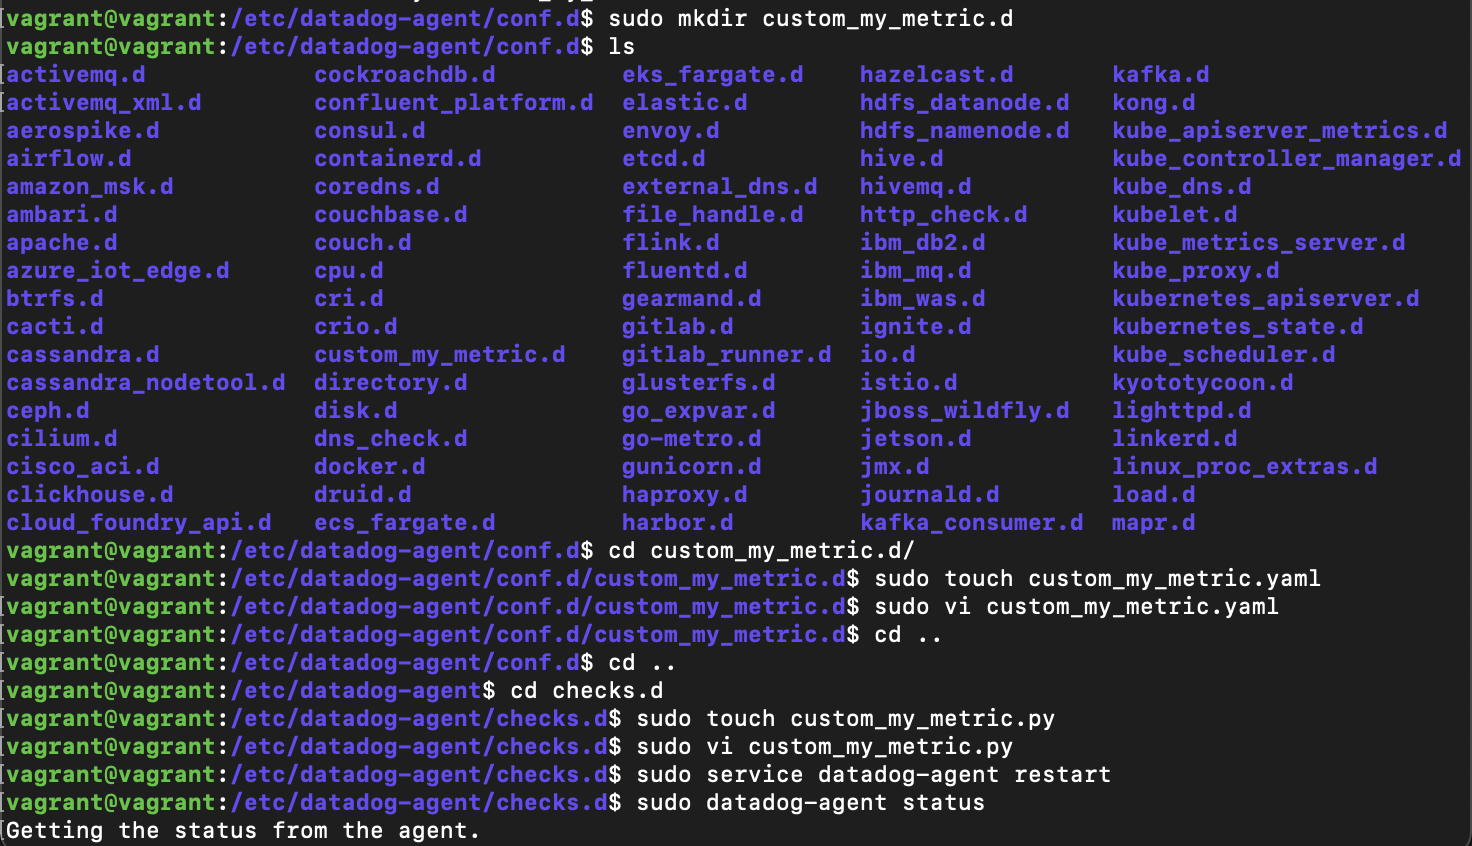 vagrant@vagrant:/etc/datadog-agent/conf.d$ sudo mkdir custom_my_metric.d
vagrant@vagrant:/etc/datadog-agent/conf.d$ ls
activemq.d cockroachdb.d eks_fargate.d hazelcast.d kafka.d
activemq_xml.d confluent_platform.d elastic.d hdfs_datanode.d kong.d
aerospike.d consul.d envoy.d hdfs_namenode.d kube_apiserver_metrics.d
airflow.d containerd.d etcd.d hive.d kube_controller_manager.d
amazon_msk.d coredns.d external_dns.d hivemq.d kube_dns.d
ambari.d couchbase.d file_handle.d http_check.d kubelet.d
apache.d couch.d flink.d ibm_db2.d kube_metrics_server.d
azure_iot_edge.d cpu.d fluentd.d ibm_mq.d kube_proxy.d
btrfs.d cri.d gearmand.d ibm_was.d kubernetes_apiserver.d
cacti.d crio.d gitlab.d ignite.d kubernetes_state.d
cassandra.d custom_my_metric.d gitlab_runner.d io.d kube_scheduler.d
cassandra_nodetool.d directory.d glusterfs.d istio.d kyototycoon.d
ceph.d disk.d go_expvar.d jboss_wildfly.d lighttpd.d
cilium.d dns_check.d go-metro.d jetson.d linkerd.d
cisco_aci.d docker.d gunicorn.d jmx.d linux_proc_extras.d
clickhouse.d druid.d haproxy.d journald.d load.d
cloud_foundry_api.d ecs_fargate.d harbor.d kafka_consumer.d mapr.d
vagrant@vagrant:/etc/datadog-agent/conf.d$ cd custom_my_metric.d/
vagrant@vagrant:/etc/datadog-agent/conf.d/custom_my_metric.d$ sudo touch custom_my_metric.yaml
vagrant@vagrant:/etc/datadog-agent/conf.d/custom_my_metric.d$ sudo vi custom_my_metric.yaml
vagrant@vagrant:/etc/datadog-agent/conf.d/custom_my_metric.d$ cd ..
vagrant@vagrant:/etc/datadog-agent/conf.d$ cd ..
vagrant@vagrant:/etc/datadog-agent$ cd checks.d
vagrant@vagrant:/etc/datadog-agent/checks.d$ sudo touch custom_my_metric.py
vagrant@vagrant:/etc/datadog-agent/checks.d$ sudo vi custom_my_metric.py
vagrant@vagrant:/etc/datadog-agent/checks.d$ sudo service datadog-agent restart
vagrant@vagrant:/etc/datadog-agent/checks.d$ sudo datadog-agent status
Getting the status from the agent.